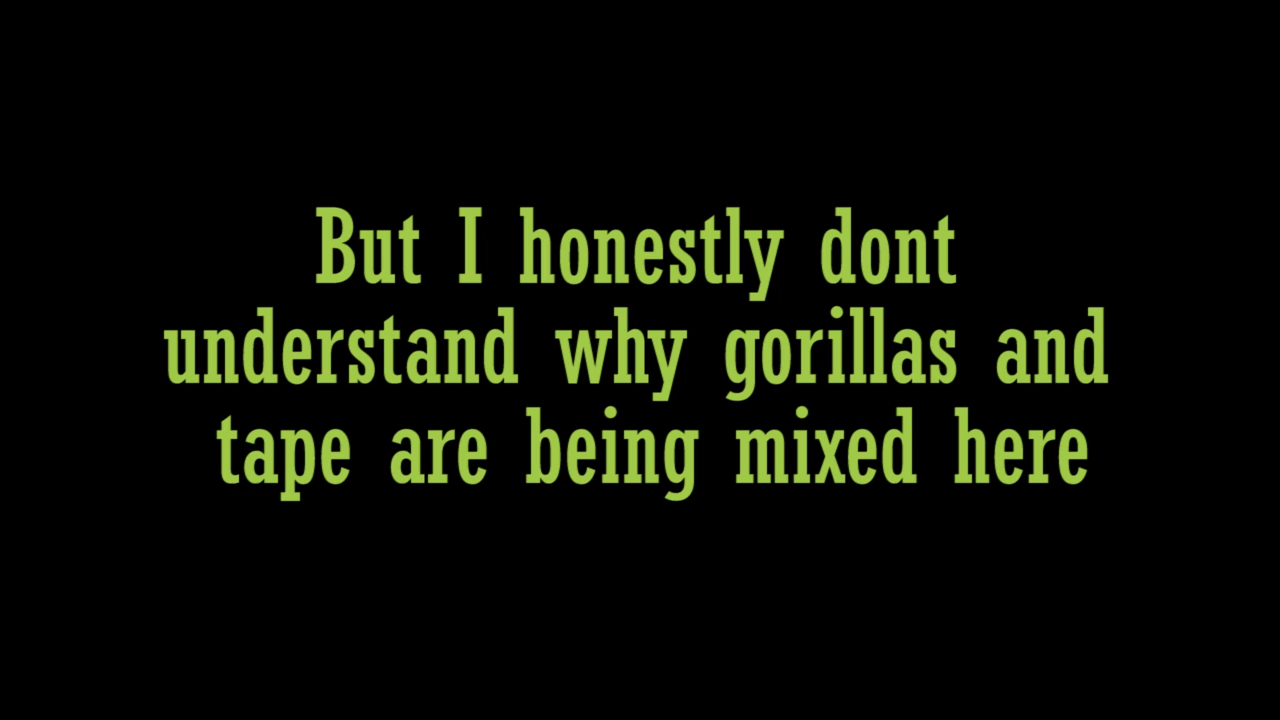 But I honestly dont
understand why gorillas and
tape are being mixed here